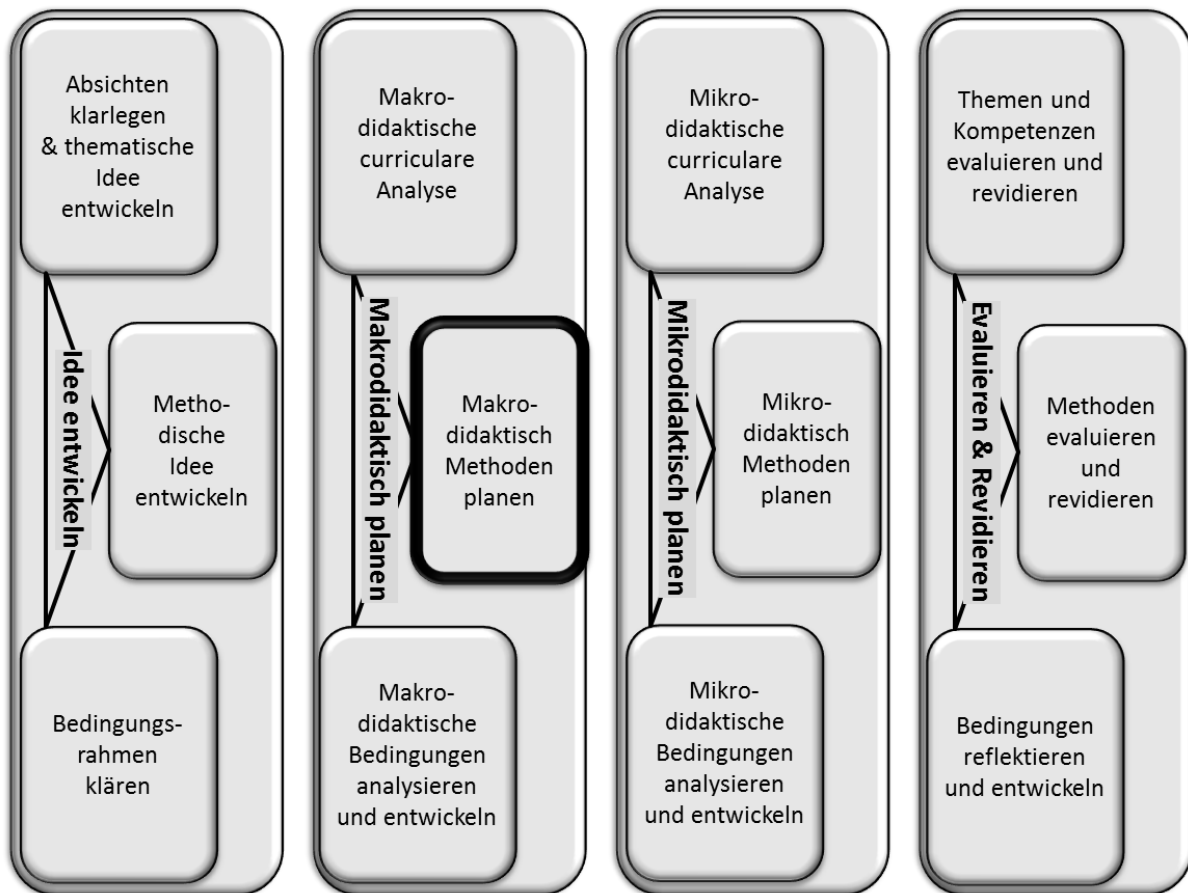 Absichten
klarlegen
& thematische
Idee
entwickeln
Idee entwickeln
Metho-
dische
Idee
entwickeln
Bedingungs-
rahmen
klären
Makro-
didaktische
curriculare
Analyse
Makrodidaktisch planen
Makro-
didaktisch
Methoden
planen
Makro-
didaktische
Bedingungen
analysieren
und entwickeln
Mikro-
didaktische
curriculare
Analyse
Mikrodidaktisch planen
Mikro-
didaktisch
Methoden
planen
Mikro-
didaktische
Bedingungen
analysieren
und entwickeln
Themen und
Kompetenzen
evaluieren und
revidieren
Evaluieren & Revidieren
Methoden
evaluieren
und
revidieren
Bedingungen
reflektieren
und entwickeln